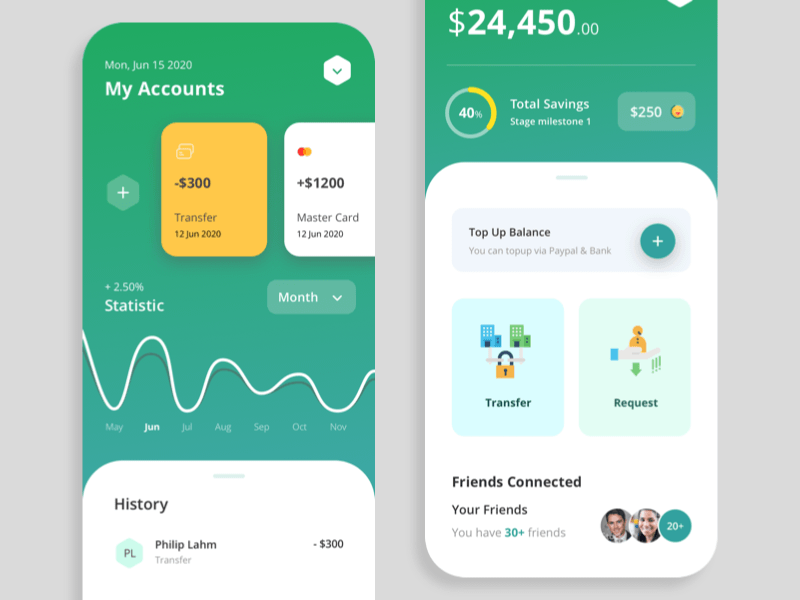 Mon, Jun 15 2020
My Accounts
-$300
Transfer
12 Jun 2020
+$1200
Master Card
12 Jun 2020
+ 2.50%
Statistic
Month
May Jun Jul Aug Sep Oct Nov
History
PL
Philip Lahm
Transfer
- $300
$24,450.00
40%
Total Savings
Stage milestone 1
$250
Top Up Balance
You can topup via Paypal & Bank
Transfer
Request
Friends Connected
Your Friends
You have 30+ friends
20+